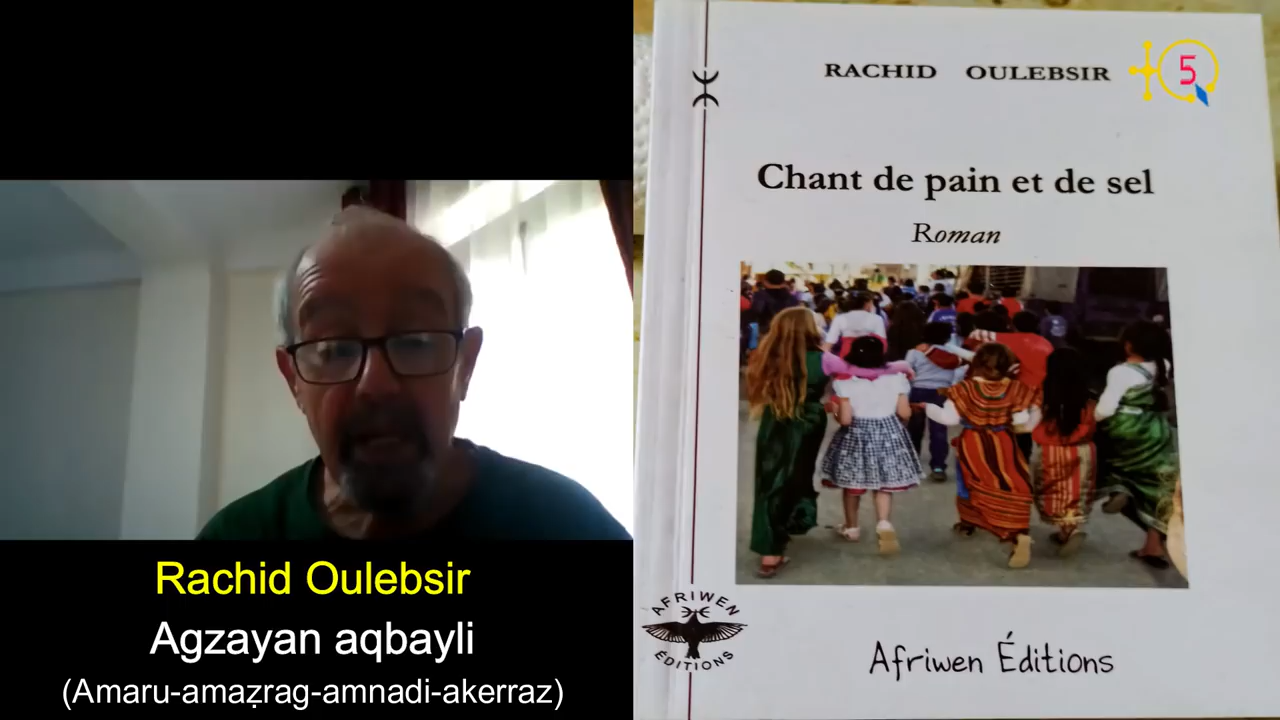 Rachid Oulebsir
Agzayan aqbayli
(Amaru-amaẓrag-amnadi-akerraz)
RACHID OULEBSIR
5
Chant de pain et de sel
Roman
AFRIWEN
ÉDITIONS
Afriwen Éditions